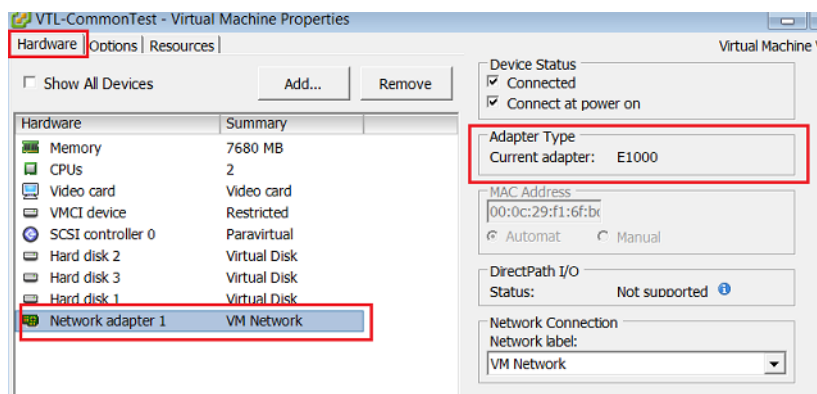 VTL-CommonTest - Virtual Machine Properties
Hardware Options Resources
Virtual Machine
Show All Devices
Add...
Remove
Hardware Summary
Memory 7680 MB
CPUs 2
Video card Video card
VMCI device Restricted
SCSI controller 0 Paravirtual
Hard disk 2 Virtual Disk
Hard disk 3 Virtual Disk
Hard disk 1 Virtual Disk
Network adapter 1 VM Network
Device Status
Connected
Connect at power on
Adapter Type
Current adapter: E1000
MAC Address
00:0c:29:f1:6f:b
Automat Manual
DirectPath I/O
Status: Not supported
Network Connection
Network label:
VM Network